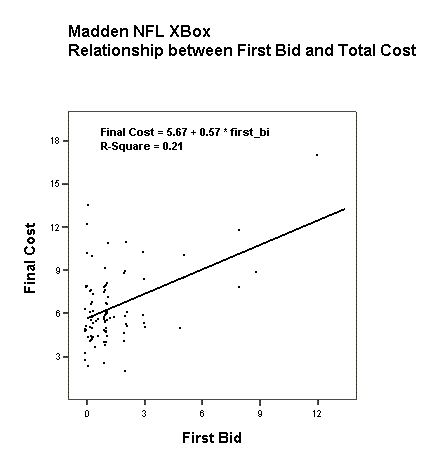 Madden NFL XBox
Relationship between First Bid and Total Cost
Final Cost = 5.67 + 0.57 * first_bi
R-Square = 0.21
18
15
12
9
6
3
Final Cost
0 3 6 9 12
First Bid